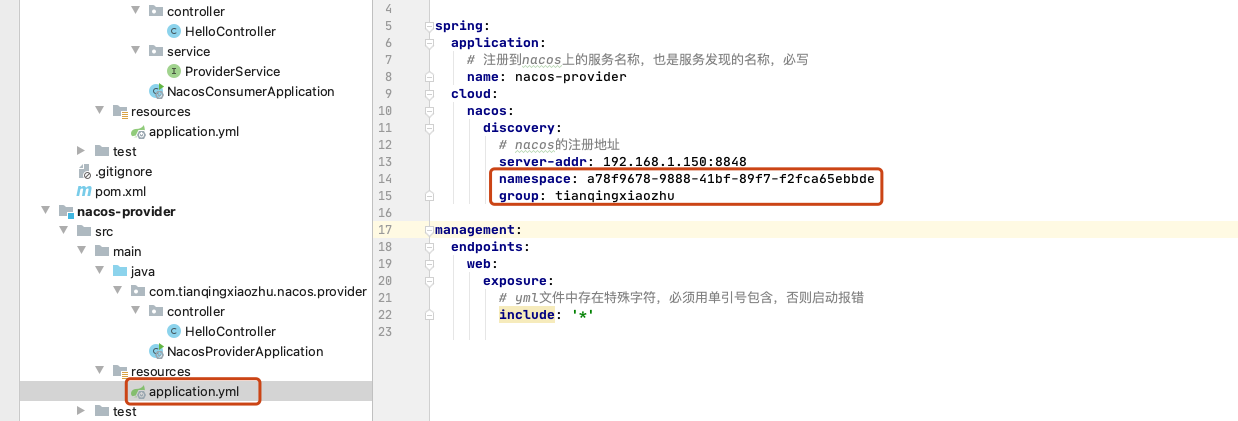 controller
HelloController
service
ProviderService
NacosConsumerApplication
resources
application.yml
test
.gitignore
pom.xml
nacos-provider
src
main
java
com.tianqingxiaozhu.nacos.provider
controller
HelloController
NacosProviderApplication
resources
application.yml
test
4
5 spring:
6 application:
7 # 注册到nacos上的服务名称，也是服务发现的名称，必写
8 name: nacos-provider
9 cloud:
10 nacos:
11 discovery:
12 # nacos的注册地址
13 server-addr: 192.168.1.150:8848
14 namespace: a78f9678-9888-41bf-89f7-f2fca65ebbde
15 group: tianqingxiaozhu
16
17 management:
18 endpoints:
19 web:
20 exposure:
21 # yml文件中存在特殊字符，必须用单引号包含，否则启动报错
22 include: '*'
23